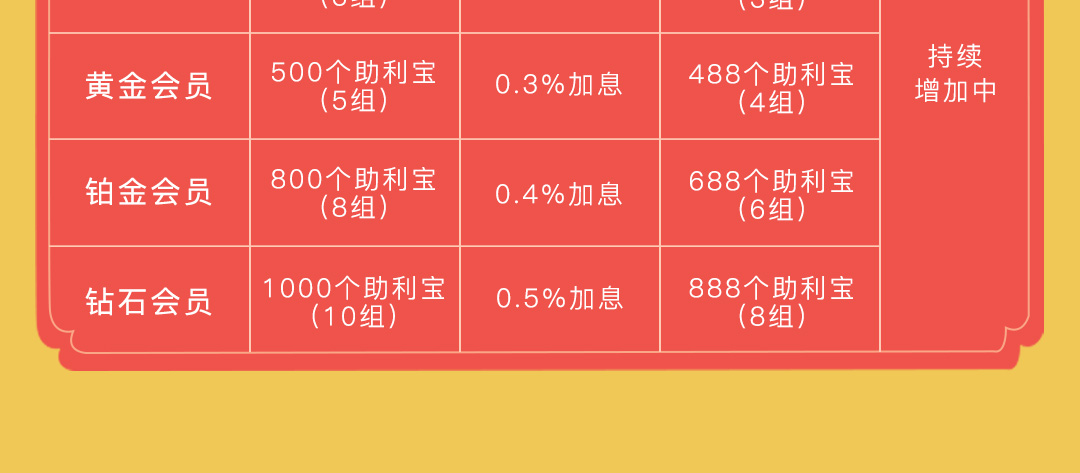 黄金会员
500个助利宝
(5组)
0.3%加息
488个助利宝
(4组)
持续
增加中
铂金会员
800个助利宝
(8组)
0.4%加息
688个助利宝
(6组)
钻石会员
1000个助利宝
(10组)
0.5%加息
888个助利宝
(8组)